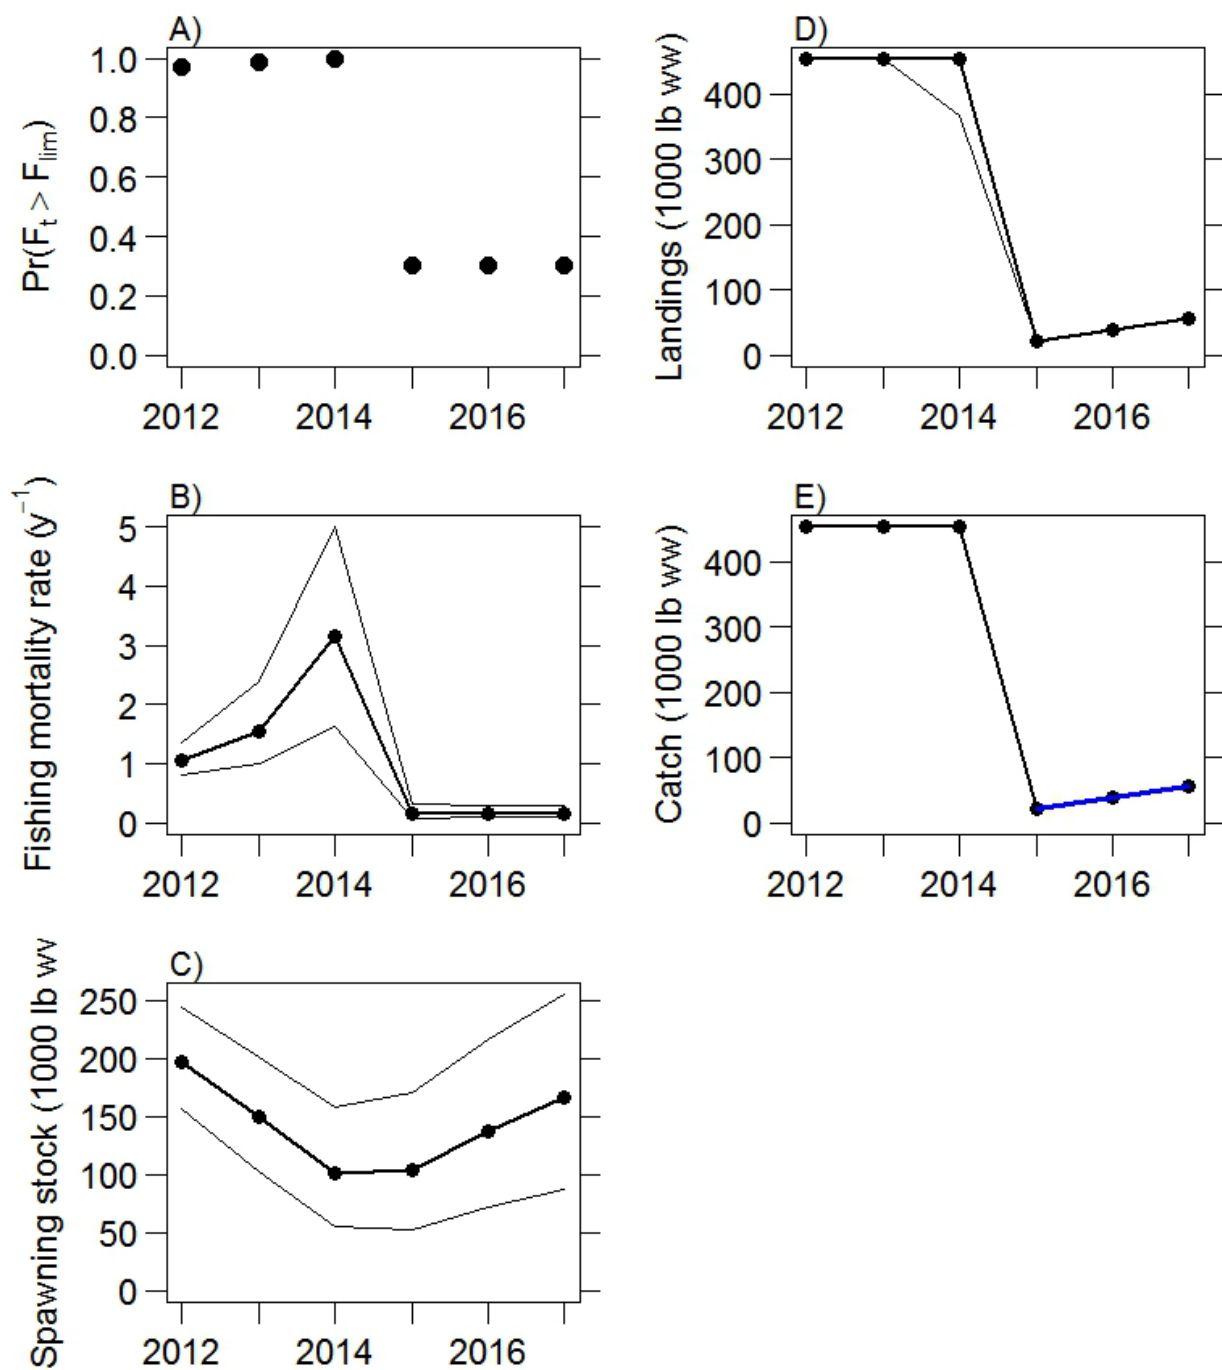 A)
Pr(Fₜ > Fₗᵢₘ)
1.0
0.8
0.6
0.4
0.2
0.0
2012 2014 2016
B)
Fishing mortality rate (y⁻¹)
5
4
3
2
1
0
2012 2014 2016
C)
Spawning stock (1000 lb wv
250
200
150
100
50
0
2012 2014 2016
D)
Landings (1000 lb ww)
400
300
200
100
0
2012 2014 2016
E)
Catch (1000 lb ww)
400
300
200
100
0
2012 2014 2016